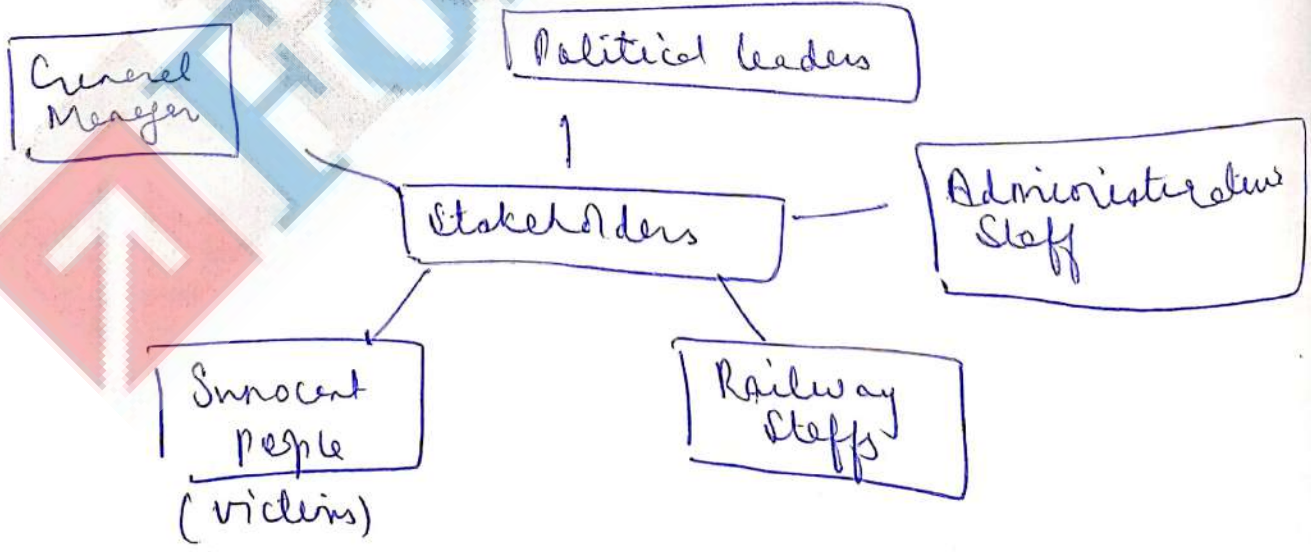 Political leaders
General
Manager
Administrative
Staff
Stakeholders
Innocent
people
(victims)
Railway
Staffs